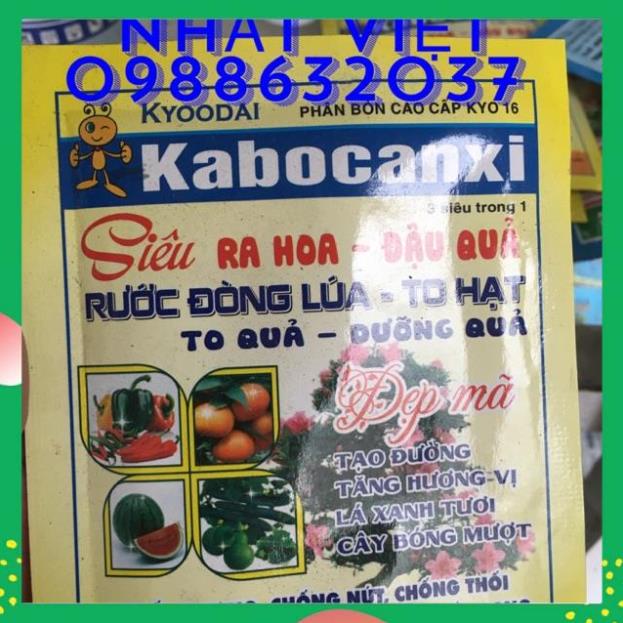 NHẤT VIỆT
0988632037
KYOODAI PHÂN BÓN CAO CẤP KYO 16
Kabocanxi
3 siêu trong 1
Siêu RA HOA - ĐẬU QUẢ
RƯỚC ĐÒNG LÚA - TO HẠT
TO QUẢ - DƯỠNG QUẢ
Đẹp mã
TẠO ĐƯỜNG
TĂNG HƯƠNG VỊ
LÁ XANH TƯƠI
CÂY BÓNG MƯỢT
CHỐNG NÚT, CHỐNG THỐI